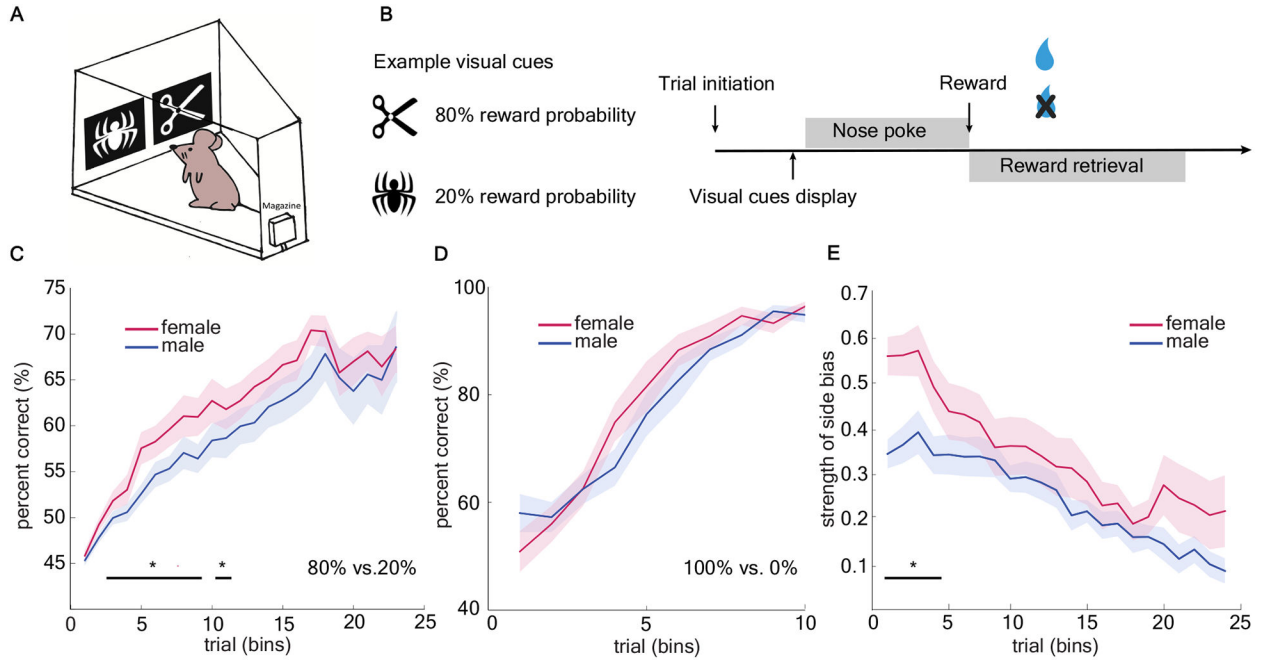 A
Magazine
B
Example visual cues
80% reward probability
20% reward probability
Trial initiation
Reward
Nose poke
Reward retrieval
Visual cues display
C
75
70
65
60
55
50
45
percent correct (%)
female
male
*
*
80% vs.20%
0
5
10
15
20
25
trial (bins)
D
100
80
60
40
percent correct (%)
female
male
100% vs. 0%
0
5
10
trial (bins)
E
0.7
0.6
0.5
0.4
0.3
0.2
0.1
strength of side bias
female
male
*
0
5
10
15
20
25
trial (bins)